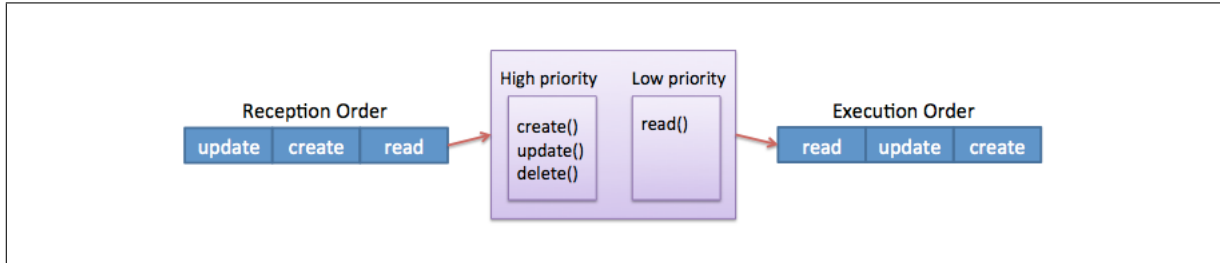 Reception Order
update create read
High priority
create()
update()
delete()
Low priority
read()
Execution Order
read update create